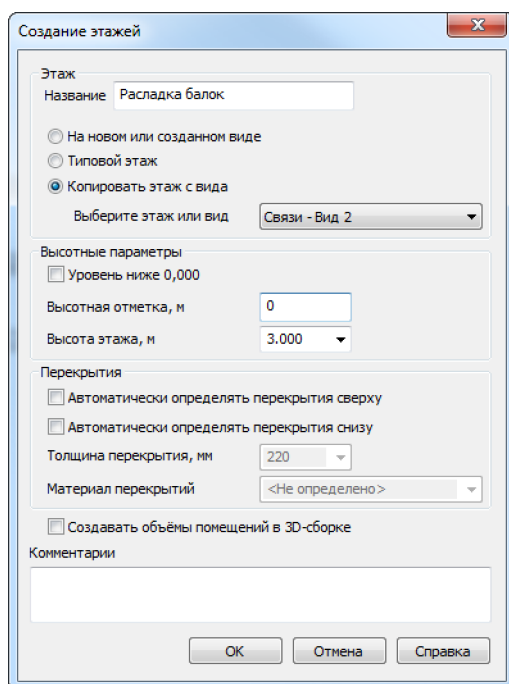 Создание этажей
Этаж
Название Расладка балок
На новом или созданном виде
Типовой этаж
Копировать этаж с вида
Выберите этаж или вид Связи - Вид 2
Высотные параметры
Уровень ниже 0,000
Высотная отметка, м 0
Высота этажа, м 3.000
Перекрытия
Автоматически определять перекрытия сверху
Автоматически определять перекрытия снизу
Толщина перекрытия, мм 220
Материал перекрытий <Не определено>
Создавать объёмы помещений в 3D-сборке
Комментарии
ОК Отмена Справка